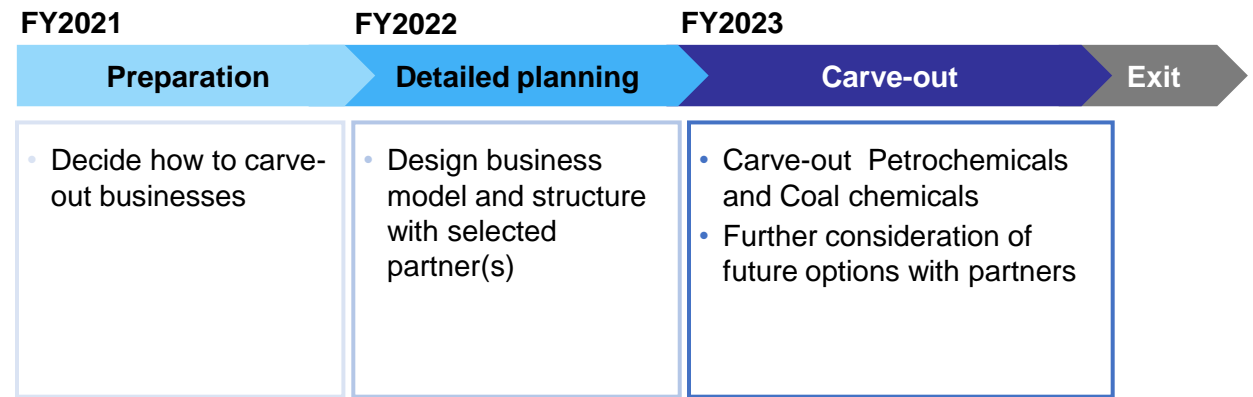 FY2021
FY2022
FY2023
Preparation
Detailed planning
Carve-out
Exit
• Decide how to carve-
out businesses
• Design business
model and structure
with selected
partner(s)
• Carve-out Petrochemicals
and Coal chemicals
• Further consideration of
future options with partners